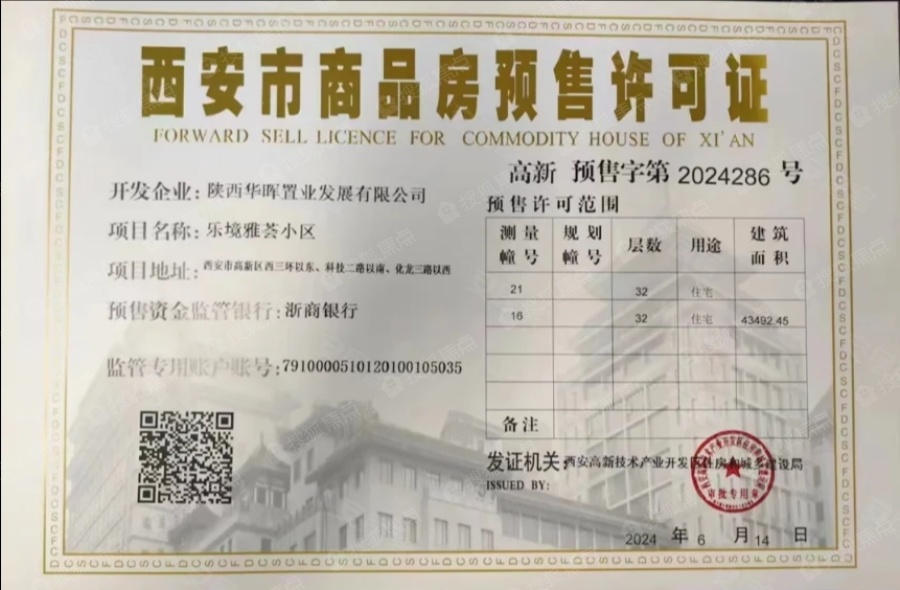 西安市商品房预售许可证
FORWARD SELL LICENCE FOR COMMODITY HOUSE OF XI'AN
高新 预售字第 2024286 号
开发企业：陕西华晖置业发展有限公司
项目名称：乐境雅荟小区
项目地址：西安市高新区西三环以东、科技二路以南、化龙三路以西
预售资金监管银行：浙商银行
监管专用账户账号：7910000510120100105035
预售许可范围
测量幢号 规划幢号 层数 用途 建筑面积
21 32 住宅
16 32 住宅 43492.45
备注
发证机关：西安高新技术产业开发区住房和城乡建设局
ISSUED BY:
审批专用章
2024 年 6 月 14 日